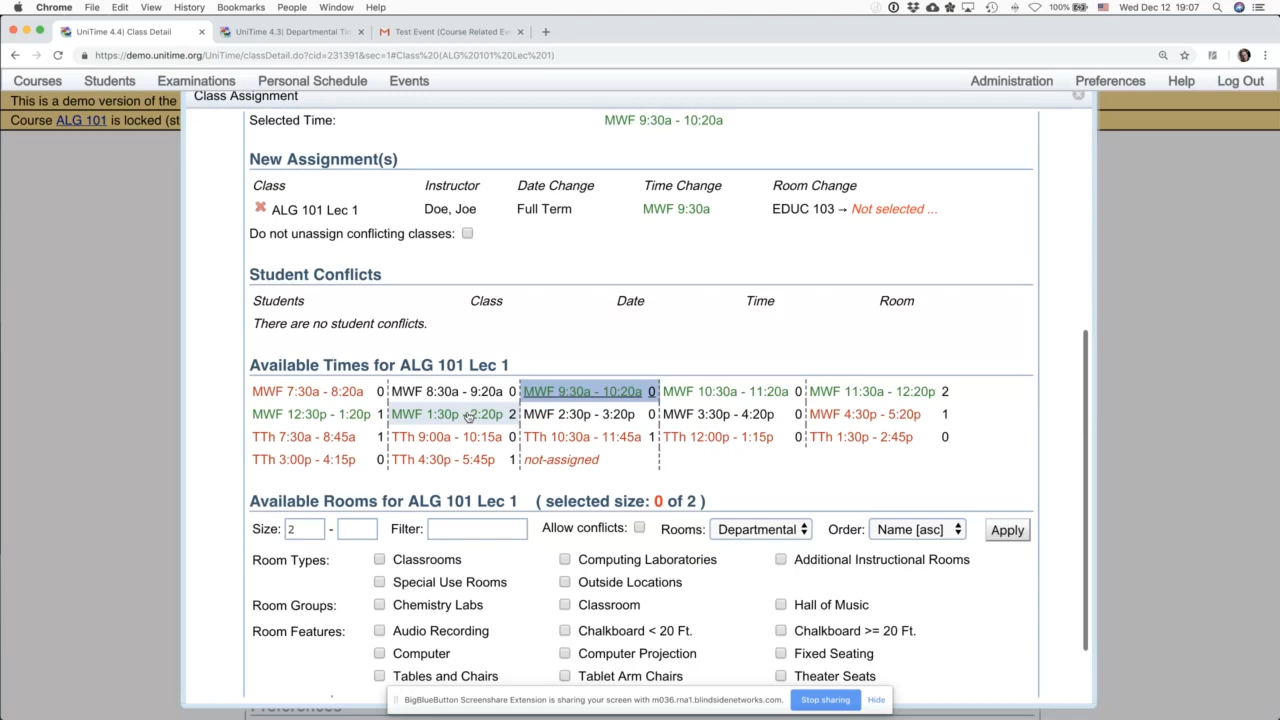 Chrome File Edit View History Bookmarks People Window Help 100% Wed Dec 12 19:07
UniTime 4.4| Class Detail UniTime 4.3| Departmental Ti Test Event (Course Related Ev
https://demo.unitime.org/UniTime/classDetail.do?cid=231391&sec=1#Class%20(ALG%20101%20Lec%201)
Courses Students Examinations Personal Schedule Events Administration Preferences Help Log Out
This is a demo version of the
Course ALG 101 is locked (st
Class Assignment
Selected Time: MWF 9:30a - 10:20a
New Assignment(s)
Class Instructor Date Change Time Change Room Change
ALG 101 Lec 1 Doe, Joe Full Term MWF 9:30a EDUC 103 → Not selected ...
Do not unassign conflicting classes:
Student Conflicts
Students Class Date Time Room
There are no student conflicts.
Available Times for ALG 101 Lec 1
MWF 7:30a - 8:20a 0 MWF 8:30a - 9:20a 0 MWF 9:30a - 10:20a 0 MWF 10:30a - 11:20a 0 MWF 11:30a - 12:20p 2
MWF 12:30p - 1:20p 1 MWF 1:30p - 2:20p 2 MWF 2:30p - 3:20p 0 MWF 3:30p - 4:20p 0 MWF 4:30p - 5:20p 1
TTh 7:30a - 8:45a 1 TTh 9:00a - 10:15a 0 TTh 10:30a - 11:45a 1 TTh 12:00p - 1:15p 0 TTh 1:30p - 2:45p 0
TTh 3:00p - 4:15p 0 TTh 4:30p - 5:45p 1 not-assigned
Available Rooms for ALG 101 Lec 1 ( selected size: 0 of 2 )
Size: 2 - Filter: Allow conflicts: Rooms: Departmental Order: Name [asc] Apply
Room Types: Classrooms Computing Laboratories Additional Instructional Rooms
Special Use Rooms Outside Locations
Room Groups: Chemistry Labs Classroom Hall of Music
Room Features: Audio Recording Chalkboard < 20 Ft. Chalkboard >= 20 Ft.
Computer Computer Projection Fixed Seating
Tables and Chairs Tablet Arm Chairs Theater Seats
BigBlueButton Screenshare Extension is sharing your screen with m036.rna1.blindsidenetworks.com. Stop sharing Hide
Preferences